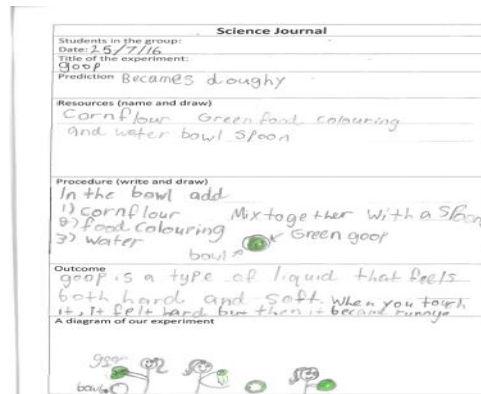 Science Journal
Students in the group:
Date: 25/7/16
Title of the experiment:
goop
Prediction Becames doughy
Resources (name and draw)
Cornflour Green food colouring
and water bowl spoon
Procedure (write and draw)
In the bowl add
1) cornflour Mix together with a spoon
2) food colouring
3) water Green goop
bowl
Outcome
goop is a type of liquid that feels
both hard and soft. When you touch
it, it felt hard but then it became runnye
A diagram of our experiment
goop
bowl